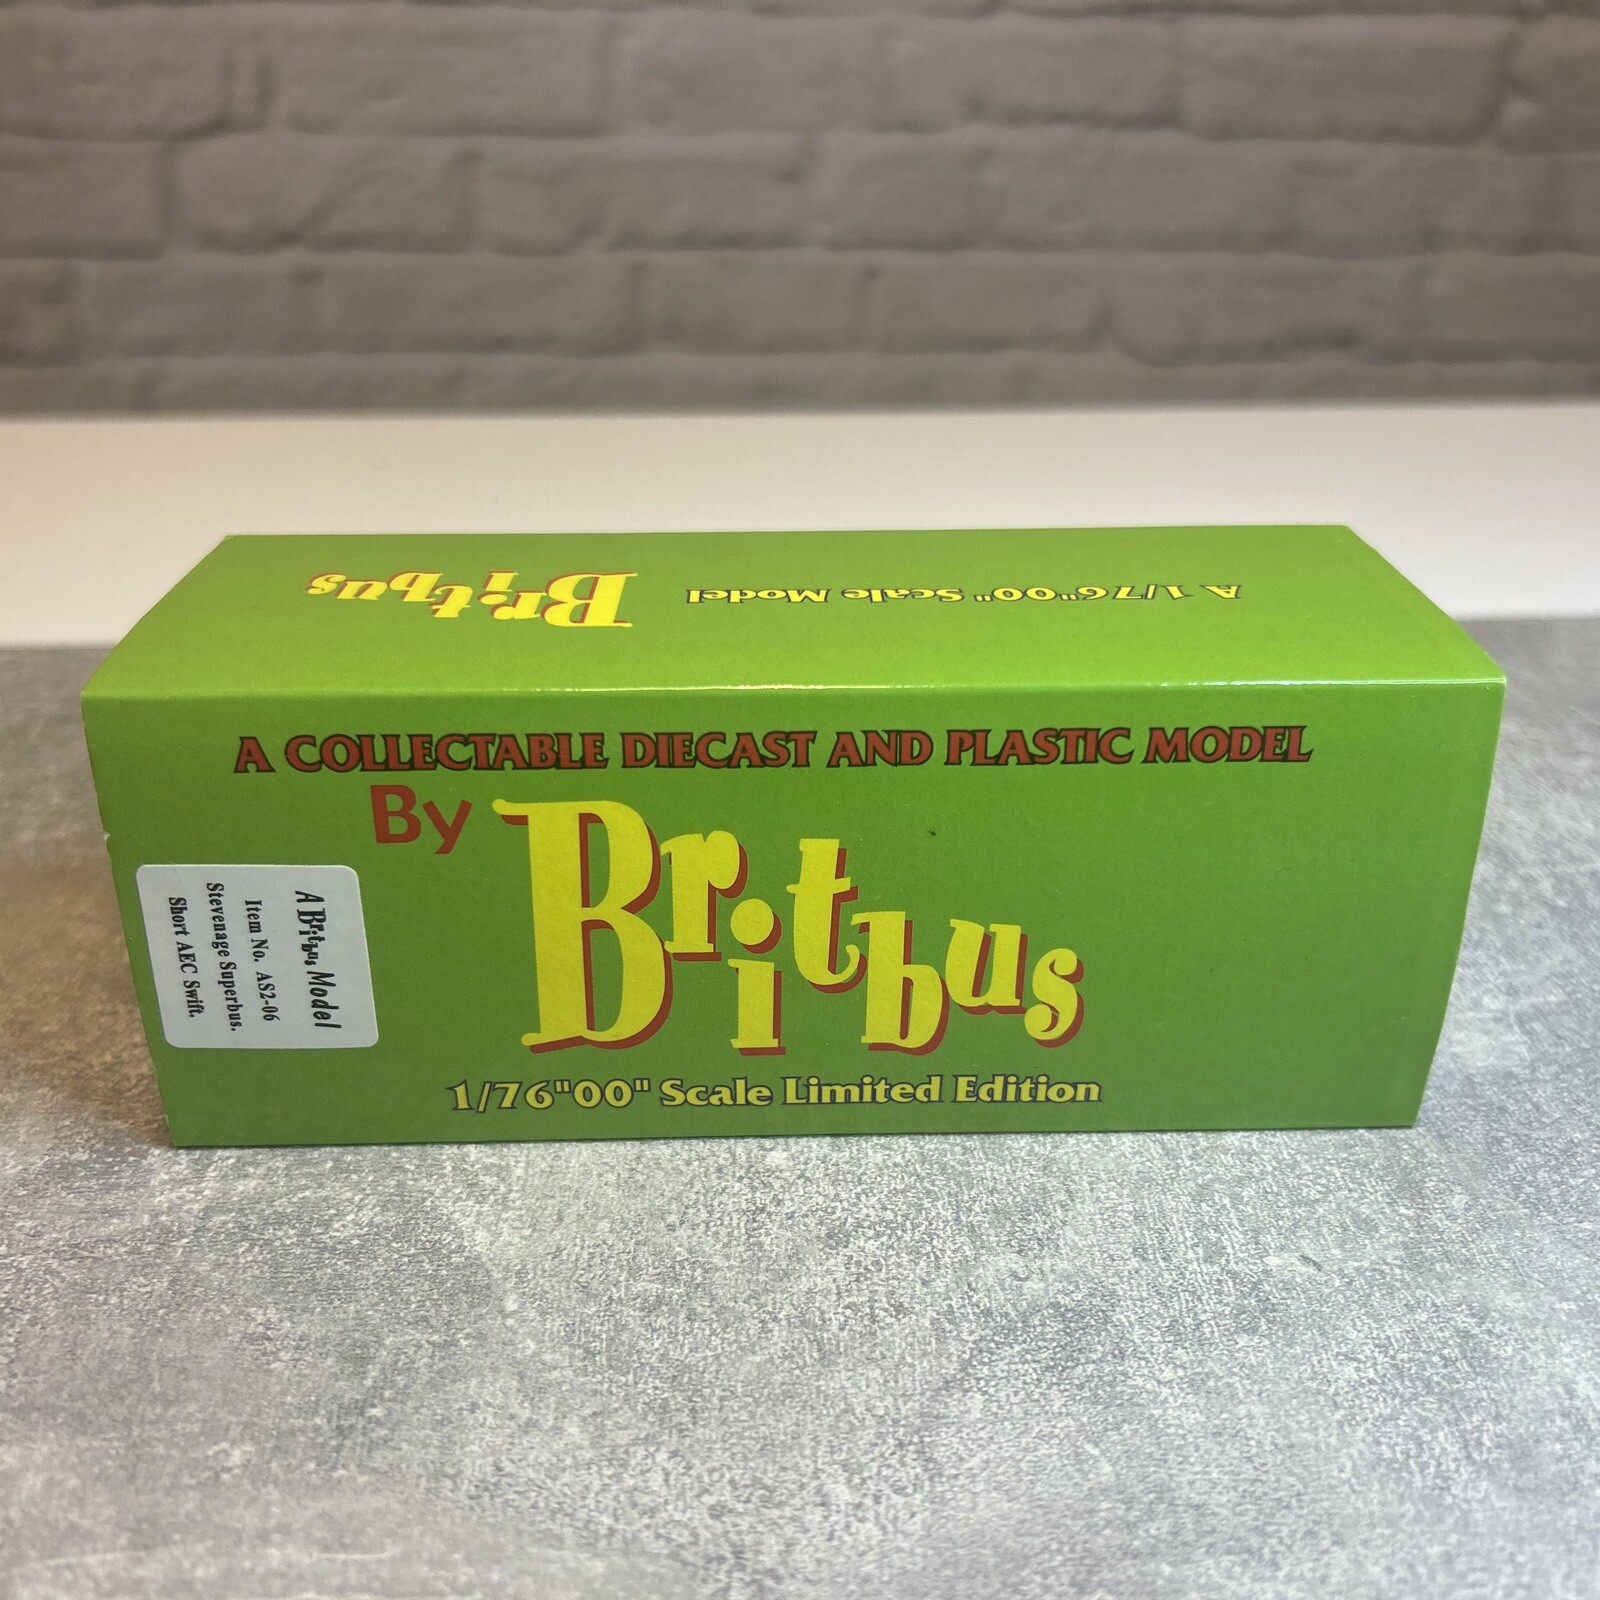 Britbus A 1/76"00" Scale Model
A COLLECTABLE DIECAST AND PLASTIC MODEL
By Britbus
1/76"00" Scale Limited Edition
A Britbus Model
Item No. AS2-06
Stevenage Superbus.
Short AEC Swift.